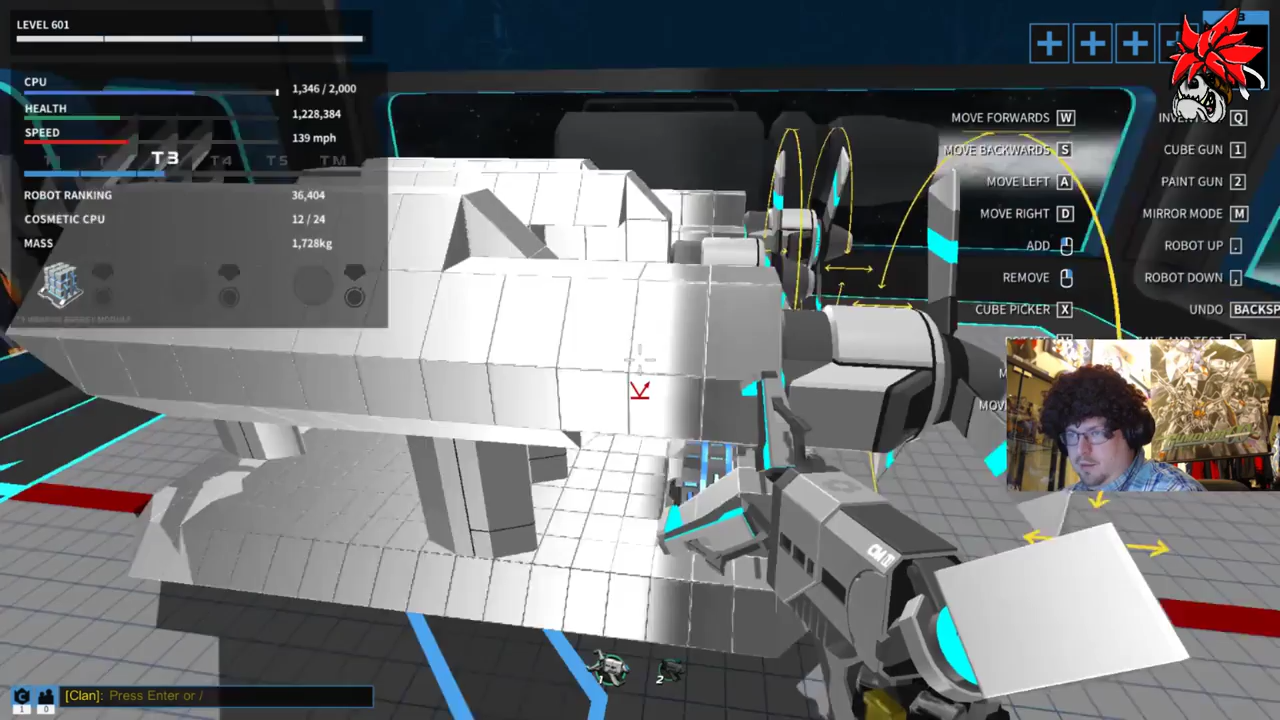 LEVEL 601
CPU 1,346 / 2,000
HEALTH 1,228,384
SPEED 139 mph
T3 T4 T5 TM
ROBOT RANKING 36,404
COSMETIC CPU 12 / 24
MASS 1,728kg
MOVE FORWARDS W
MOVE BACKWARDS S
MOVE LEFT A
MOVE RIGHT D
ADD
REMOVE
CUBE PICKER X
Q
CUBE GUN 1
PAINT GUN 2
MIRROR MODE M
ROBOT UP .
ROBOT DOWN ,
UNDO BACKSP
CM II
1 2
[Clan]: Press Enter or /
1 0